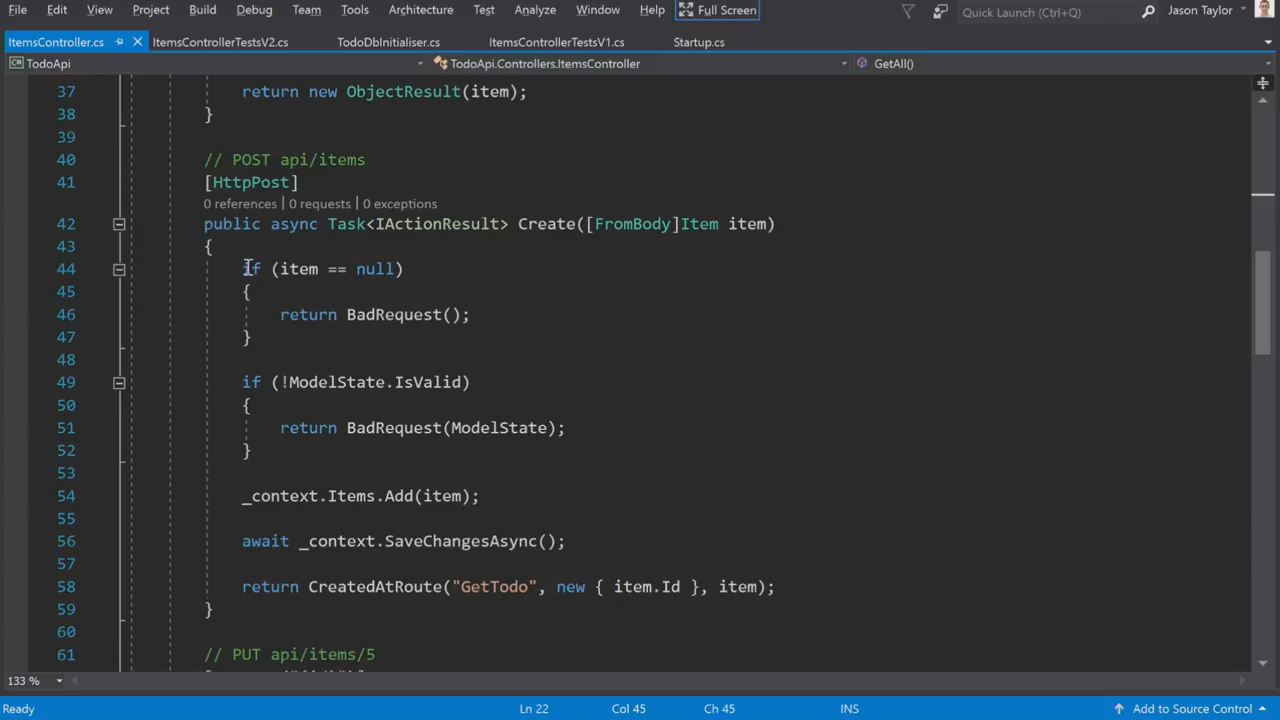 File Edit View Project Build Debug Team Tools Architecture Test Analyze Window Help Full Screen Quick Launch (Ctrl+Q) Jason Taylor
ItemsController.cs ItemsControllerTestsV2.cs TodoDbInitialiser.cs ItemsControllerTestsV1.cs Startup.cs
TodoApi TodoApi.Controllers.ItemsController GetAll()
37 return new ObjectResult(item);
38 }
39
40 // POST api/items
41 [HttpPost]
0 references | 0 requests | 0 exceptions
42 public async Task<IActionResult> Create([FromBody]Item item)
43 {
44 if (item == null)
45 {
46 return BadRequest();
47 }
48
49 if (!ModelState.IsValid)
50 {
51 return BadRequest(ModelState);
52 }
53
54 _context.Items.Add(item);
55
56 await _context.SaveChangesAsync();
57
58 return CreatedAtRoute("GetTodo", new { item.Id }, item);
59 }
60
61 // PUT api/items/5
133 %
Ready Ln 22 Col 45 Ch 45 INS Add to Source Control